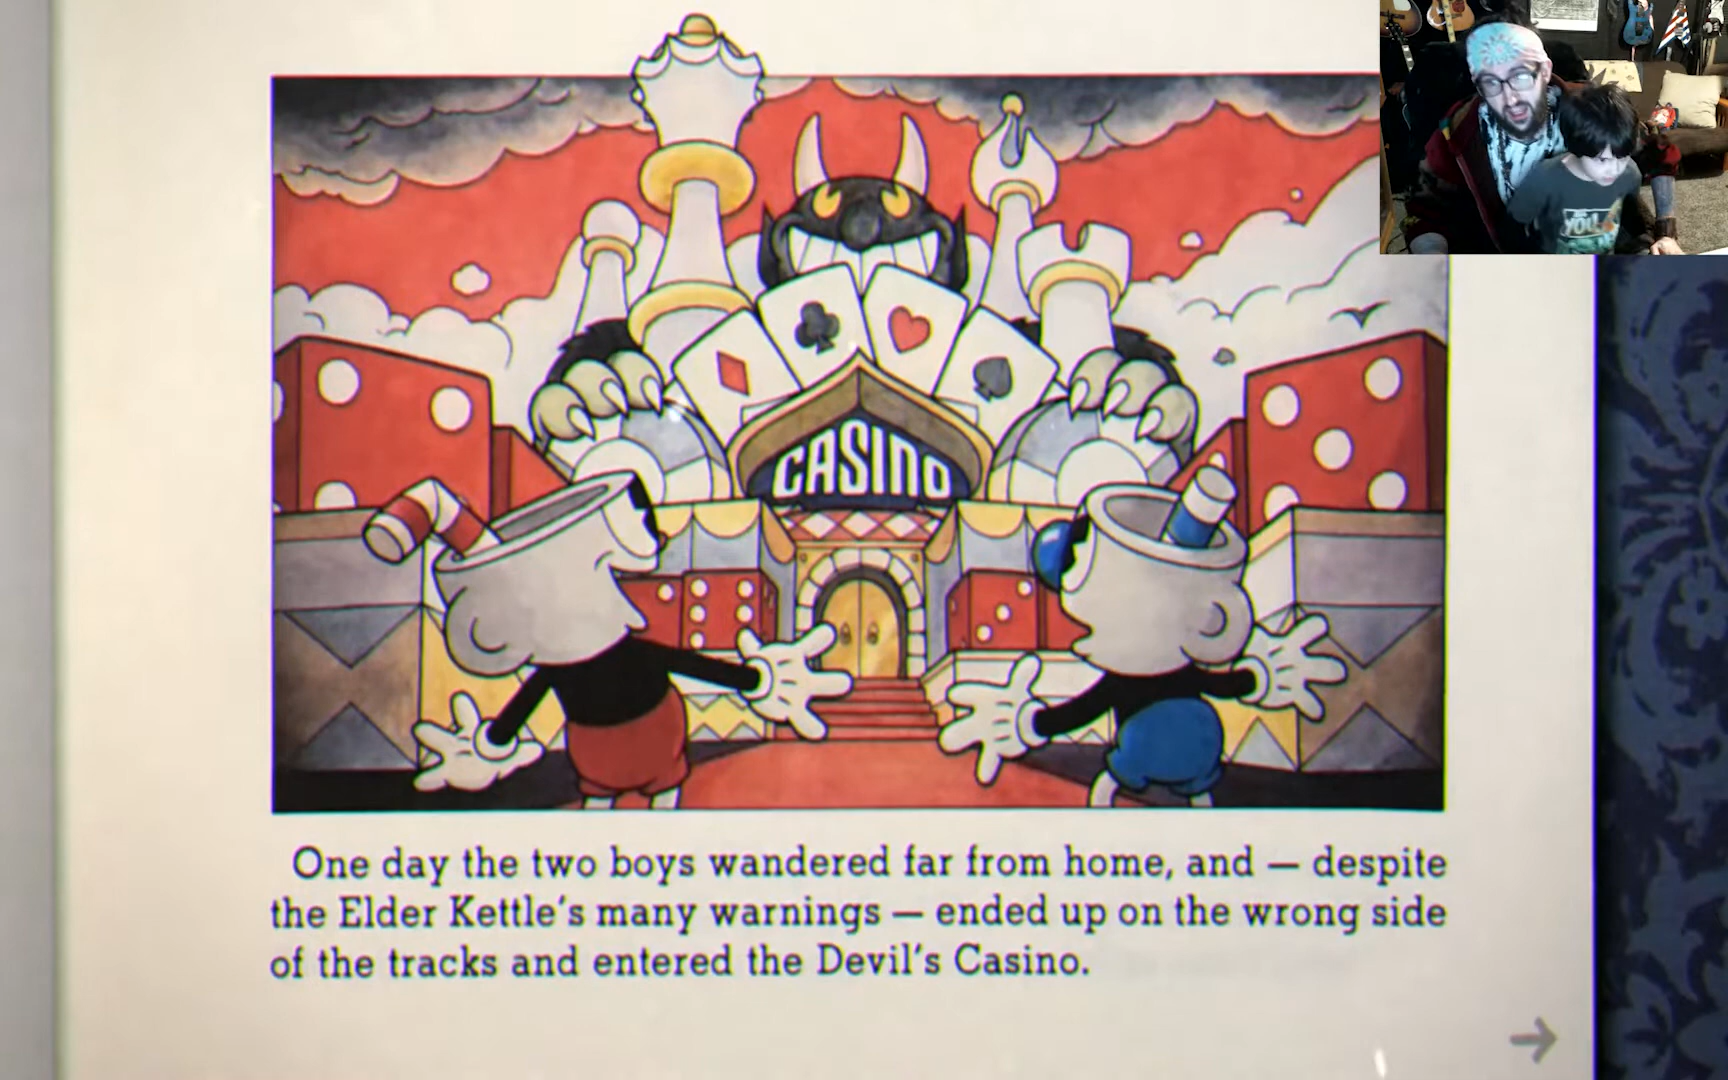 CASINO
YOU
One day the two boys wandered far from home, and — despite
the Elder Kettle's many warnings — ended up on the wrong side
of the tracks and entered the Devil's Casino.